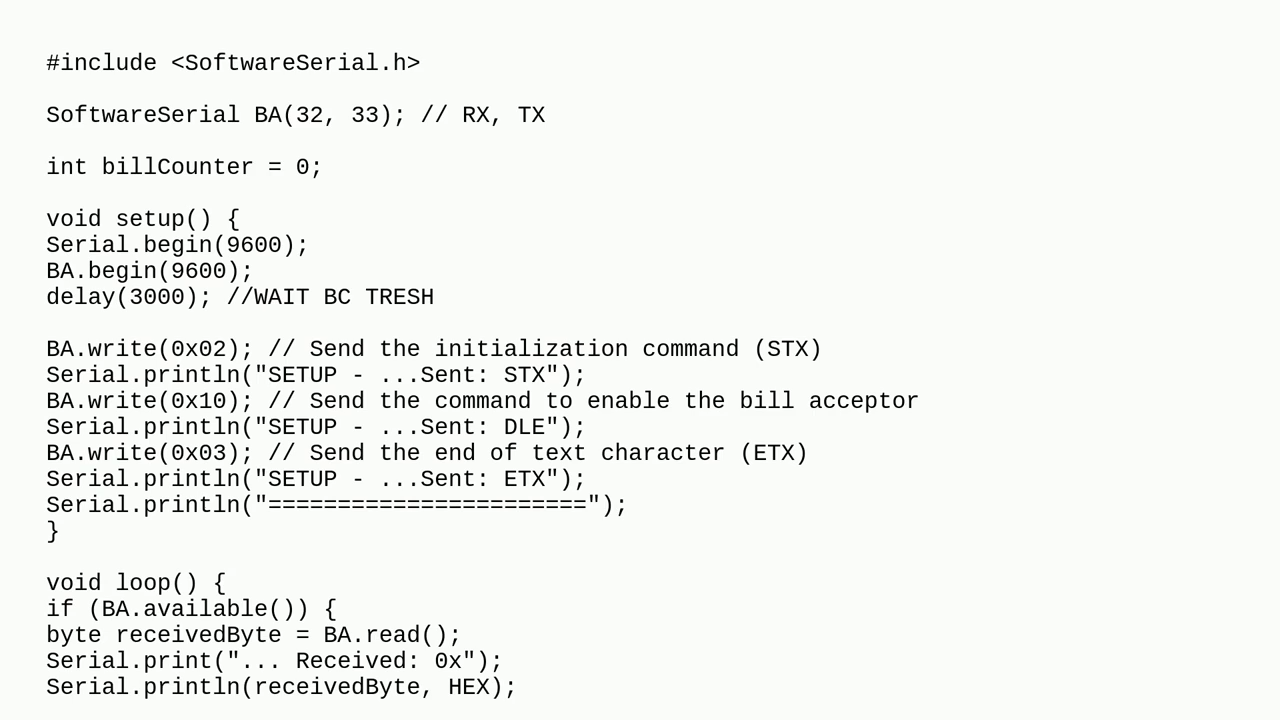 #include <SoftwareSerial.h>
SoftwareSerial BA(32, 33); // RX, TX
int billCounter = 0;
void setup() {
Serial.begin(9600);
BA.begin(9600);
delay(3000); //WAIT BC TRESH
BA.write(0x02); // Send the initialization command (STX)
Serial.println("SETUP - ...Sent: STX");
BA.write(0x10); // Send the command to enable the bill acceptor
Serial.println("SETUP - ...Sent: DLE");
BA.write(0x03); // Send the end of text character (ETX)
Serial.println("SETUP - ...Sent: ETX");
Serial.println("=======================");
}
void loop() {
if (BA.available()) {
byte receivedByte = BA.read();
Serial.print("... Received: 0x");
Serial.println(receivedByte, HEX);